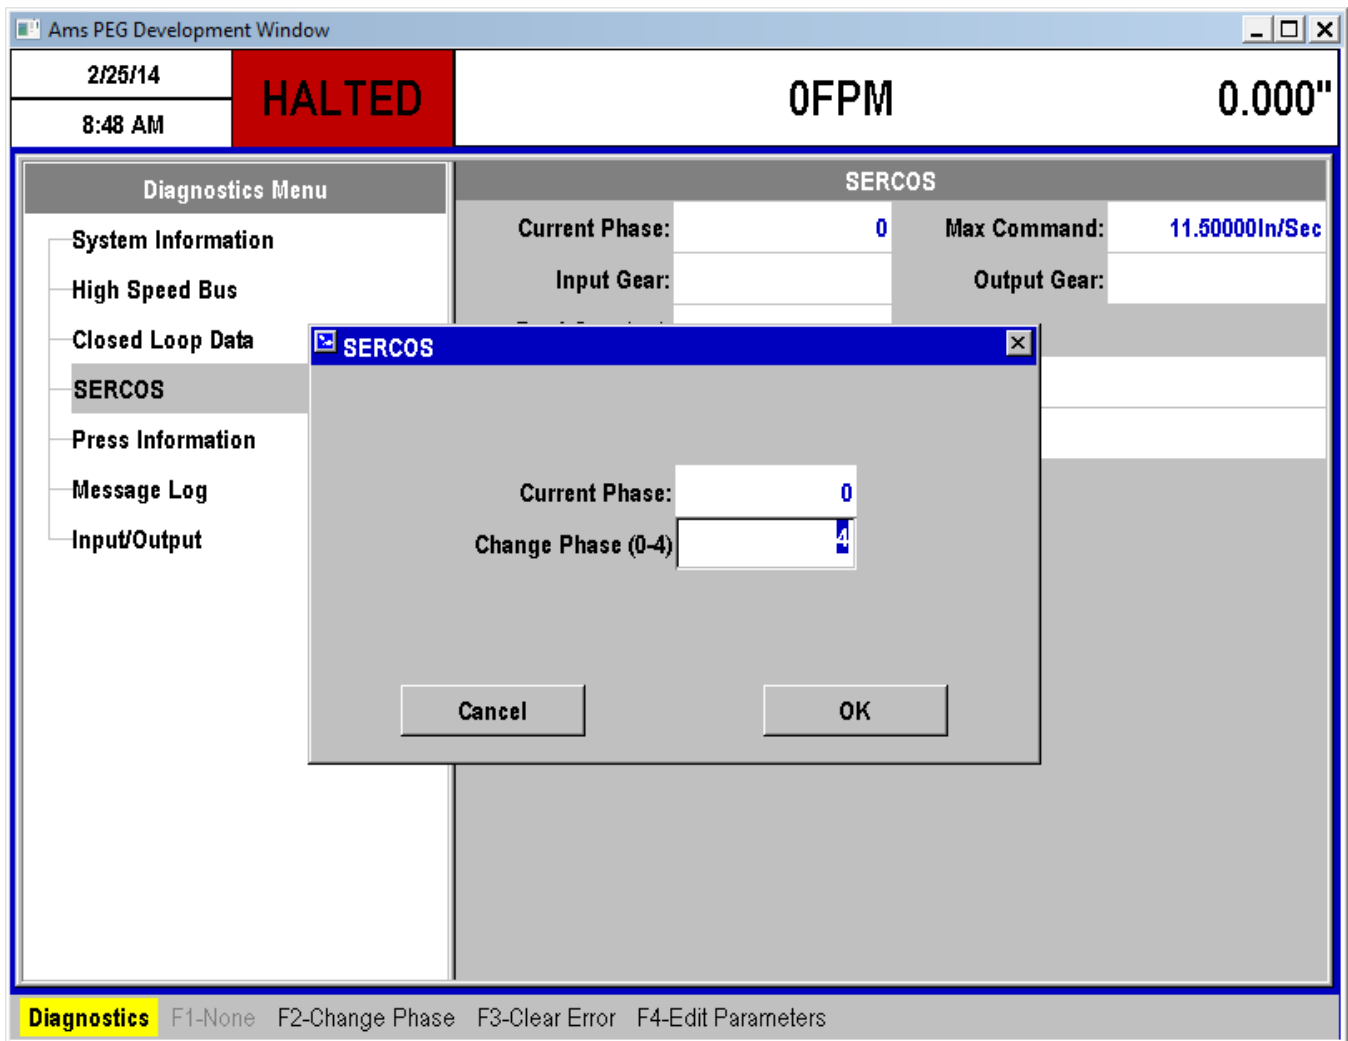 Ams PEG Development Window
2/25/14
8:48 AM
HALTED
0FPM
0.000"
Diagnostics Menu
System Information
High Speed Bus
Closed Loop Data
SERCOS
Press Information
Message Log
Input/Output
SERCOS
Current Phase: 0 Max Command: 11.50000In/Sec
Input Gear: Output Gear:
SERCOS
Current Phase: 0
Change Phase (0-4) 4
Cancel OK
Diagnostics F1-None F2-Change Phase F3-Clear Error F4-Edit Parameters